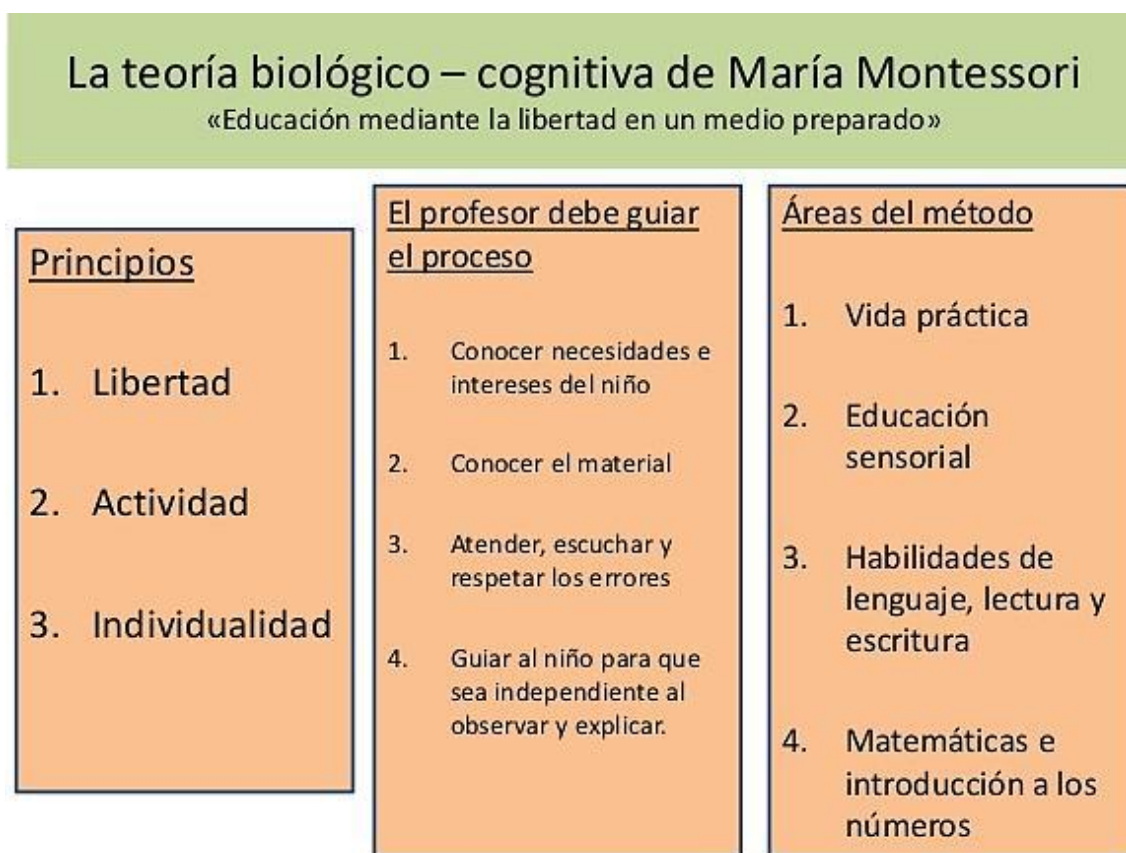 La teoría biológico – cognitiva de María Montessori
«Educación mediante la libertad en un medio preparado»
Principios
1. Libertad
2. Actividad
3. Individualidad
El profesor debe guiar
el proceso
1. Conocer necesidades e
intereses del niño
2. Conocer el material
3. Atender, escuchar y
respetar los errores
4. Guiar al niño para que
sea independiente al
observar y explicar.
Áreas del método
1. Vida práctica
2. Educación
sensorial
3. Habilidades de
lenguaje, lectura y
escritura
4. Matemáticas e
introducción a los
números